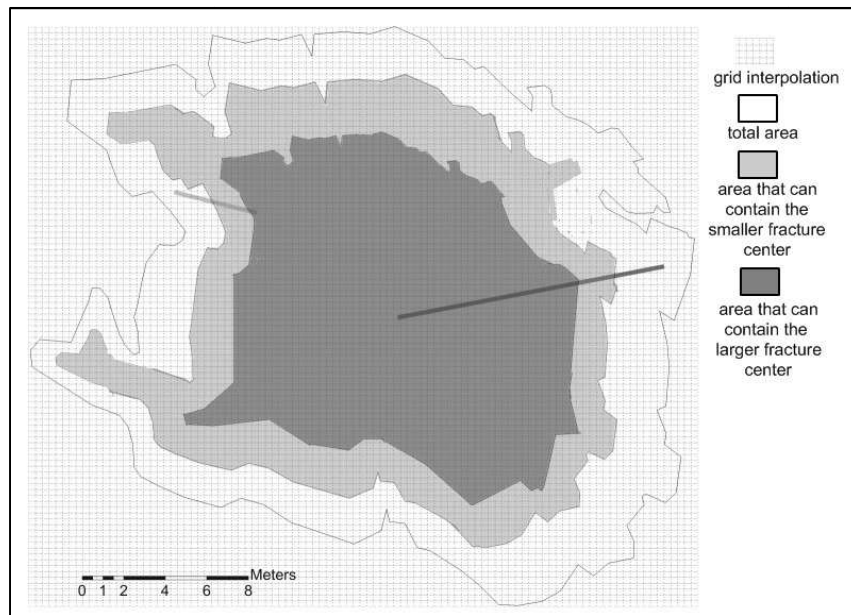 grid interpolation
total area
area that can
contain the
smaller fracture
center
area that can
contain the
larger fracture
center
Meters
0 1 2 4 6 8